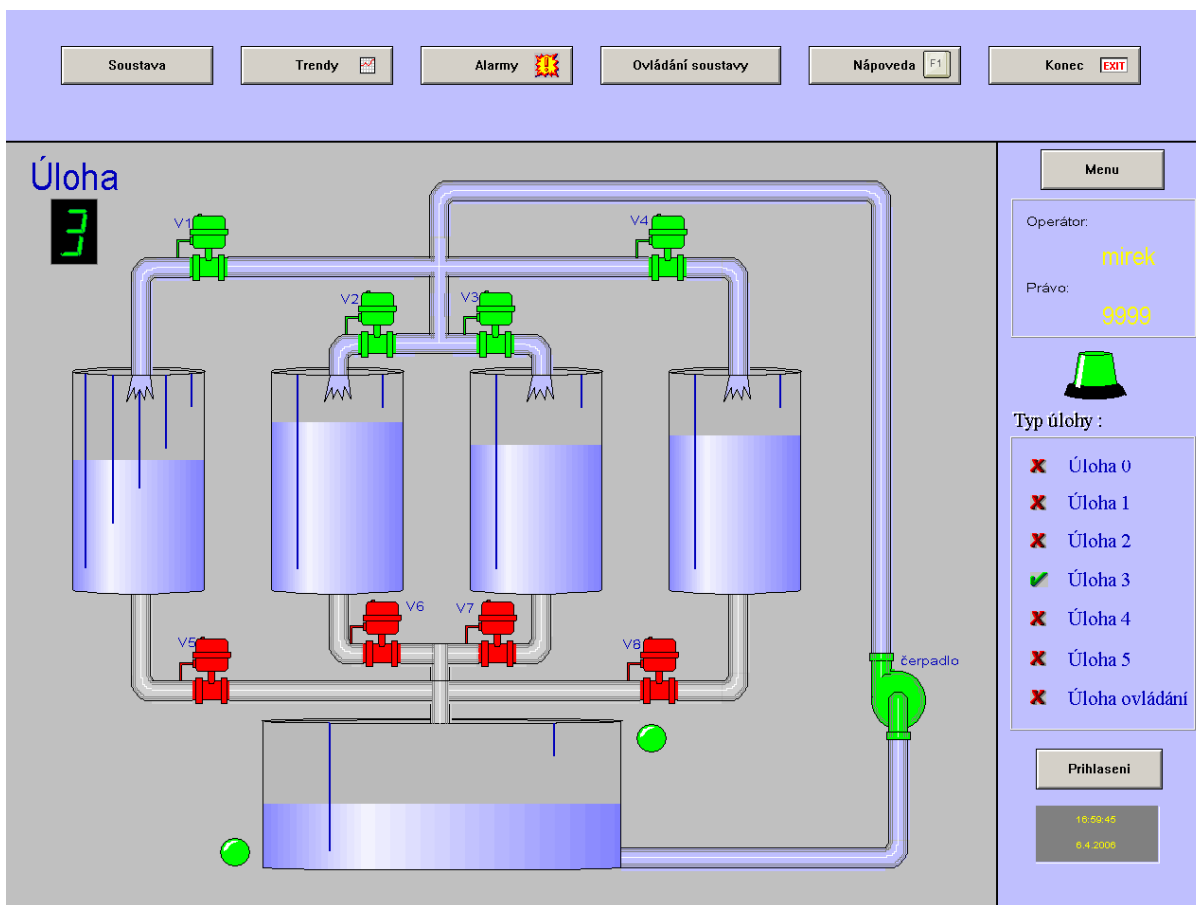 Soustava
Trendy
Alarmy
Ovládání soustavy
Nápoveda F1
Konec EXIT
Úloha
3
Menu
Operátor:
mirek
Právo:
9999
V1
V4
V2
V3
Typ úlohy :
Úloha 0
Úloha 1
Úloha 2
Úloha 3
Úloha 4
Úloha 5
Úloha ovládání
V6
V7
V5
V8
čerpadlo
Prihlaseni
16:59:45
6.4.2006